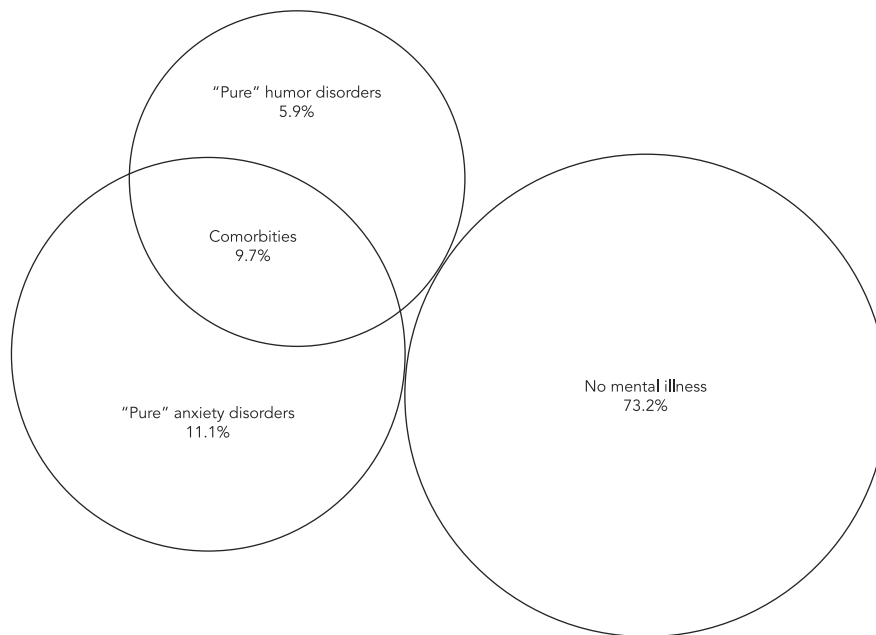 “Pure” humor disorders
5.9%
Comorbities
9.7%
“Pure” anxiety disorders
11.1%
No mental illness
73.2%